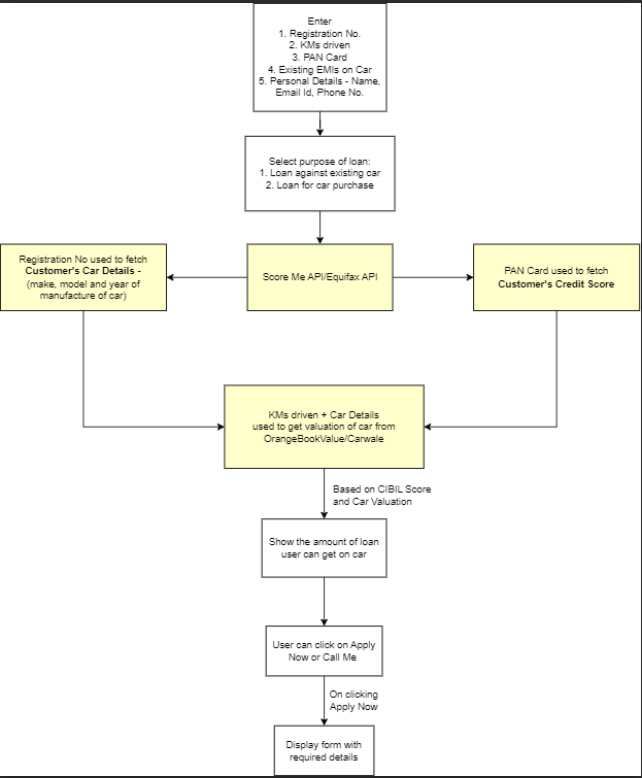 Enter
1. Registration No.
2. KMs driven
3. PAN Card
4. Existing EMIs on Car
5. Personal Details - Name,
Email Id, Phone No.
Select purpose of loan:
1. Loan against existing car
2. Loan for car purchase
Registration No used to fetch
Customer's Car Details -
(make, model and year of
manufacture of car)
Score Me API/Equifax API
PAN Card used to fetch
Customer's Credit Score
KMs driven + Car Details
used to get valuation of car from
OrangeBookValue/Carwale
Based on CIBIL Score
and Car Valuation
Show the amount of loan
user can get on car
User can click on Apply
Now or Call Me
On clicking
Apply Now
Display form with
required details